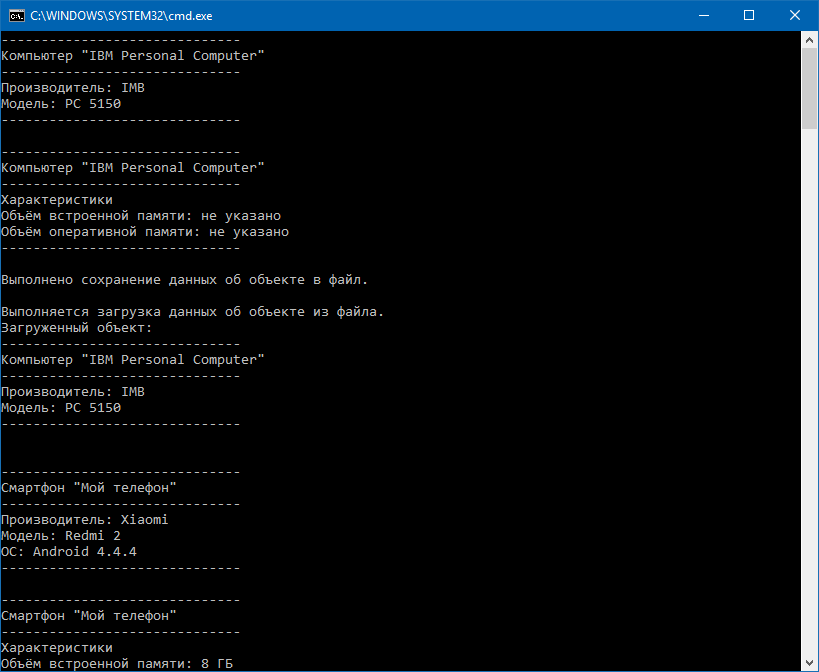 C:\WINDOWS\SYSTEM32\cmd.exe
------------------------------
Компьютер "IBM Personal Computer"
------------------------------
Производитель: IMB
Модель: PC 5150
------------------------------
------------------------------
Компьютер "IBM Personal Computer"
------------------------------
Характеристики
Объём встроенной памяти: не указано
Объём оперативной памяти: не указано
------------------------------
Выполнено сохранение данных об объекте в файл.
Выполняется загрузка данных об объекте из файла.
Загруженный объект:
------------------------------
Компьютер "IBM Personal Computer"
------------------------------
Производитель: IMB
Модель: PC 5150
------------------------------
------------------------------
Смартфон "Мой телефон"
------------------------------
Производитель: Xiaomi
Модель: Redmi 2
ОС: Android 4.4.4
------------------------------
------------------------------
Смартфон "Мой телефон"
------------------------------
Характеристики
Объём встроенной памяти: 8 ГБ